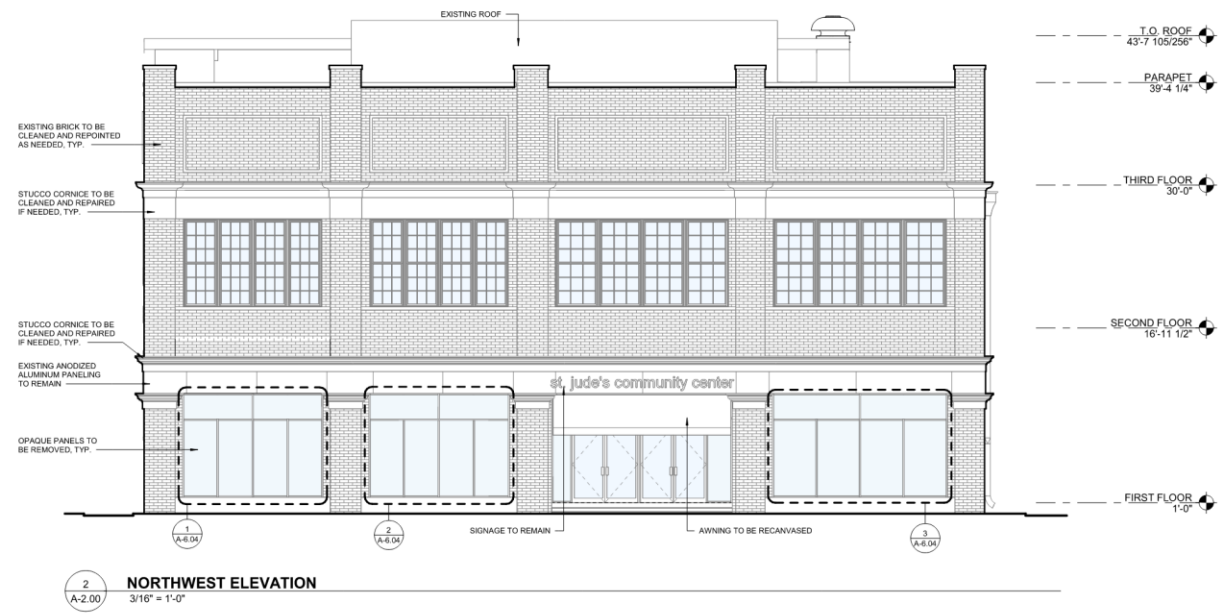 EXISTING ROOF
T.O. ROOF
43'-7 105/256"
PARAPET
39'-4 1/4"
EXISTING BRICK TO BE
CLEANED AND REPOINTED
AS NEEDED, TYP.
THIRD FLOOR
30'-0"
STUCCO CORNICE TO BE
CLEANED AND REPAIRED
IF NEEDED, TYP.
SECOND FLOOR
16'-11 1/2"
STUCCO CORNICE TO BE
CLEANED AND REPAIRED
IF NEEDED, TYP.
EXISTING ANODIZED
ALUMINUM PANELING
TO REMAIN
st. jude's community center
OPAQUE PANELS TO
BE REMOVED, TYP.
FIRST FLOOR
1'-0"
1
A-6.04
2
A-6.04
SIGNAGE TO REMAIN
AWNING TO BE RECANVASED
3
A-6.04
2
A-2.00
NORTHWEST ELEVATION
3/16" = 1'-0"